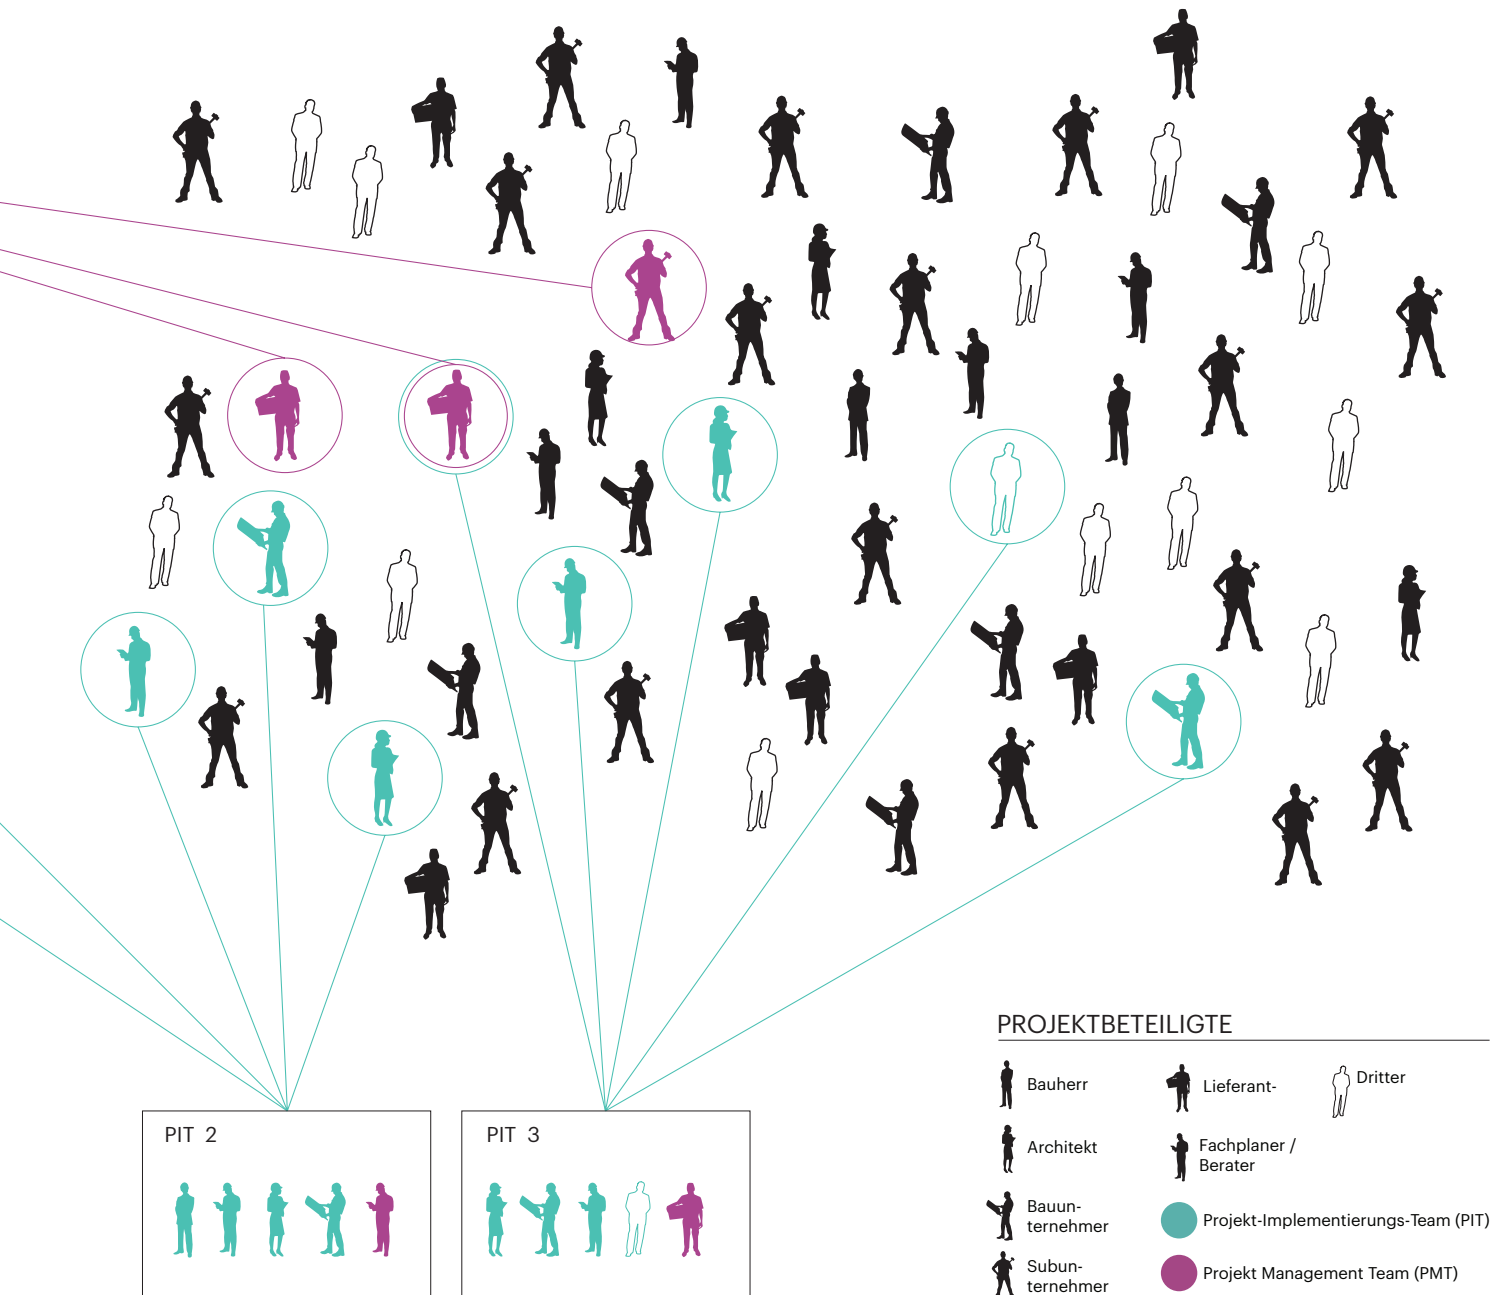 PROJEKTBETEILIGTE
Bauherr
Lieferant-
Dritter
Architekt
Fachplaner /
Berater
Bauun-
ternehmer
Projekt-Implementierungs-Team (PIT)
Subun-
ternehmer
Projekt Management Team (PMT)
PIT 2
PIT 3